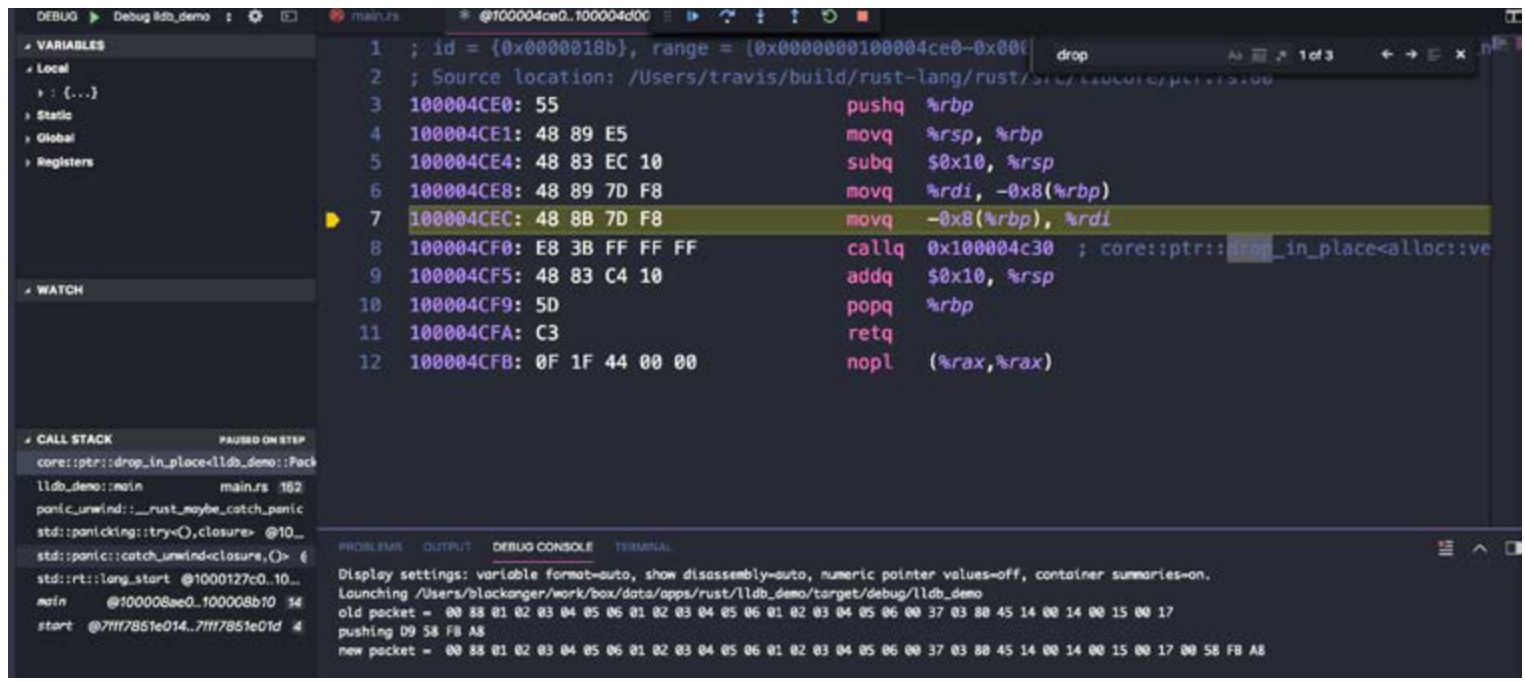 DEBUG Debug lldb_demo
main.rs
@100004ce0..100004d00
VARIABLES
Local
: {...}
Static
Global
Registers
WATCH
CALL STACK PAUSED ON STEP
core::ptr::drop_in_place<lldb_demo::Pack
lldb_demo::main main.rs 162
panic_unwind::__rust_maybe_catch_panic
std::panicking::try<(),closure> @10...
std::panic::catch_unwind<closure,()> @
std::rt::lang_start @1000127c0..10...
main @100008ae0..100008b10 14
start @7fff7851e014..7fff7851e01d 4
drop 1 of 3
1 ; id = {0x0000018b}, range = [0x0000000100004ce0-0x000
2 ; Source location: /Users/travis/build/rust-lang/rust/src/libcore/ptr.rs:60
3 100004CE0: 55 pushq %rbp
4 100004CE1: 48 89 E5 movq %rsp, %rbp
5 100004CE4: 48 83 EC 10 subq $0x10, %rsp
6 100004CE8: 48 89 7D F8 movq %rdi, -0x8(%rbp)
7 100004CEC: 48 8B 7D F8 movq -0x8(%rbp), %rdi
8 100004CF0: E8 3B FF FF FF callq 0x100004c30 ; core::ptr::drop_in_place<alloc::ve
9 100004CF5: 48 83 C4 10 addq $0x10, %rsp
10 100004CF9: 5D popq %rbp
11 100004CFA: C3 retq
12 100004CFB: 0F 1F 44 00 00 nopl (%rax,%rax)
PROBLEMS OUTPUT DEBUG CONSOLE TERMINAL
Display settings: variable format=auto, show disassembly=auto, numeric pointer values=off, container summaries=on.
Launching /Users/blackanger/work/box/data/apps/rust/lldb_demo/target/debug/lldb_demo
old packet = 00 88 01 02 03 04 05 06 01 02 03 04 05 06 01 02 03 04 05 06 00 37 03 80 45 14 00 14 00 15 00 17
pushing D9 58 FB A8
new packet = 00 88 01 02 03 04 05 06 01 02 03 04 05 06 01 02 03 04 05 06 00 37 03 80 45 14 00 14 00 15 00 17 00 58 FB A8